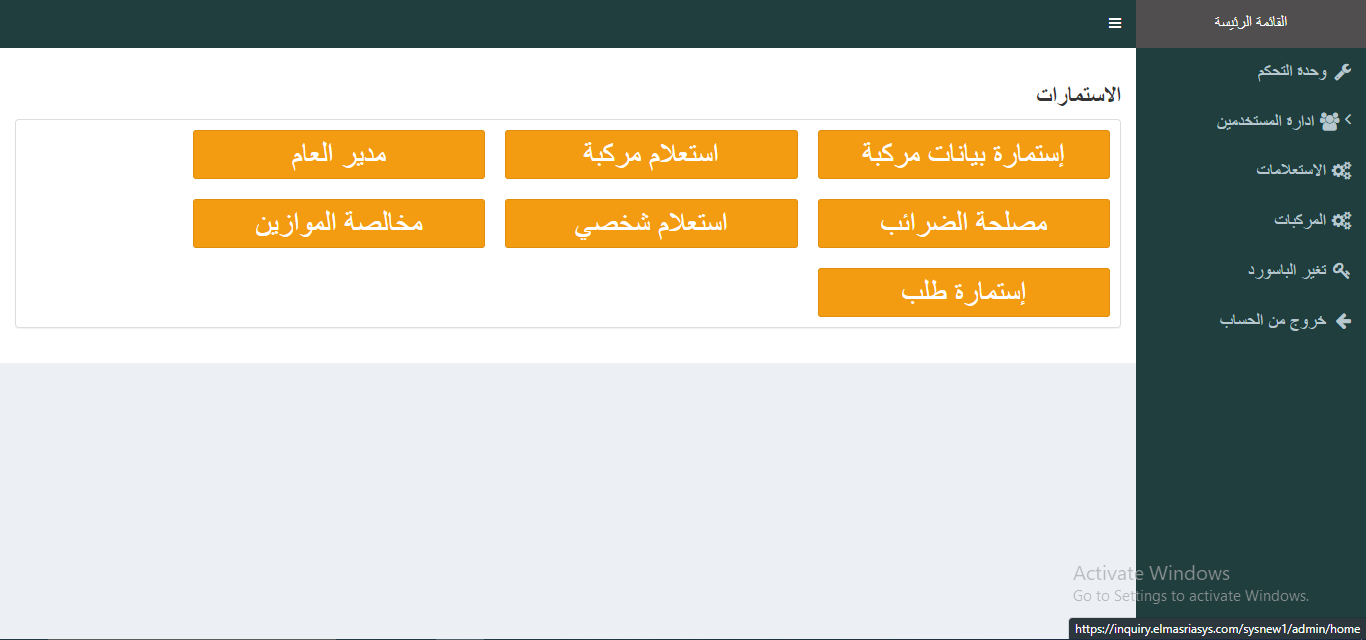 القائمة الرئيسة
وحدة التحكم
ادارة المستخدمين
الاستعلامات
المركبات
تغير الباسورد
خروج من الحساب
الاستمارات
إستمارة بيانات مركبة
استعلام مركبة
مدير العام
مصلحة الضرائب
استعلام شخصي
مخالصة الموازين
إستمارة طلب
Activate Windows
Go to Settings to activate Windows.
https://inquiry.elmasriasys.com/sysnew1/admin/home